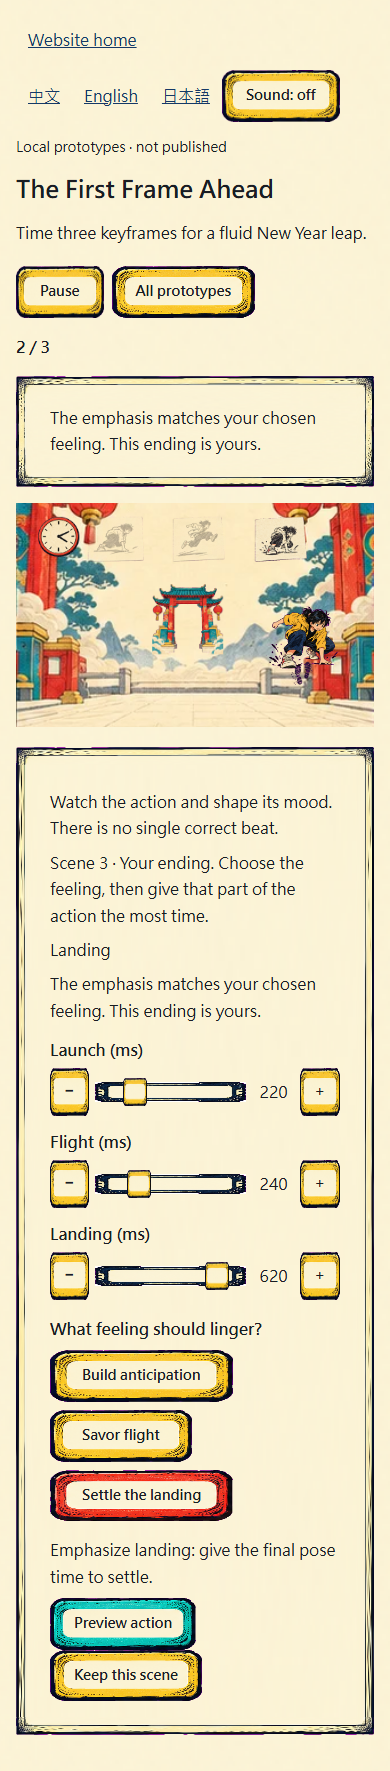 Website home
中文 English 日本語 Sound: off
Local prototypes · not published
The First Frame Ahead
Time three keyframes for a fluid New Year leap.
Pause All prototypes
2 / 3
The emphasis matches your chosen
feeling. This ending is yours.
Watch the action and shape its mood.
There is no single correct beat.
Scene 3 · Your ending. Choose the
feeling, then give that part of the
action the most time.
Landing
The emphasis matches your chosen
feeling. This ending is yours.
Launch (ms)
− 220 +
Flight (ms)
− 240 +
Landing (ms)
− 620 +
What feeling should linger?
Build anticipation
Savor flight
Settle the landing
Emphasize landing: give the final pose
time to settle.
Preview action
Keep this scene